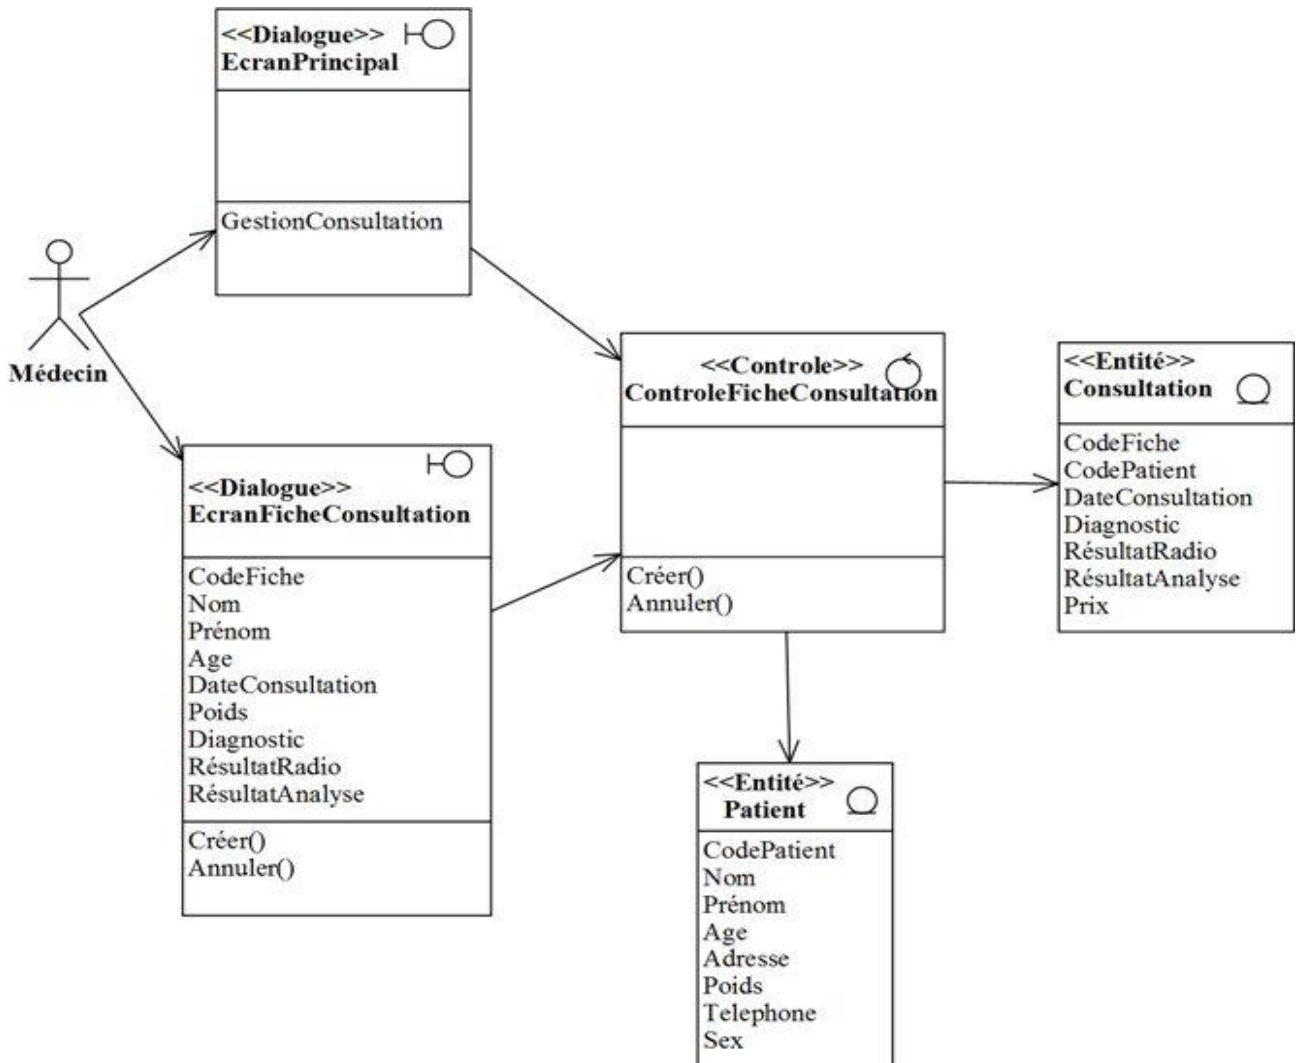 <<Dialogue>>
EcranPrincipal
GestionConsultation
Médecin
<<Dialogue>>
EcranFicheConsultation
CodeFiche
Nom
Prénom
Age
DateConsultation
Poids
Diagnostic
RésultatRadio
RésultatAnalyse
Créer()
Annuler()
<<Controle>>
ControleFicheConsultation
Créer()
Annuler()
<<Entité>>
Consultation
CodeFiche
CodePatient
DateConsultation
Diagnostic
RésultatRadio
RésultatAnalyse
Prix
<<Entité>>
Patient
CodePatient
Nom
Prénom
Age
Adresse
Poids
Telephone
Sex